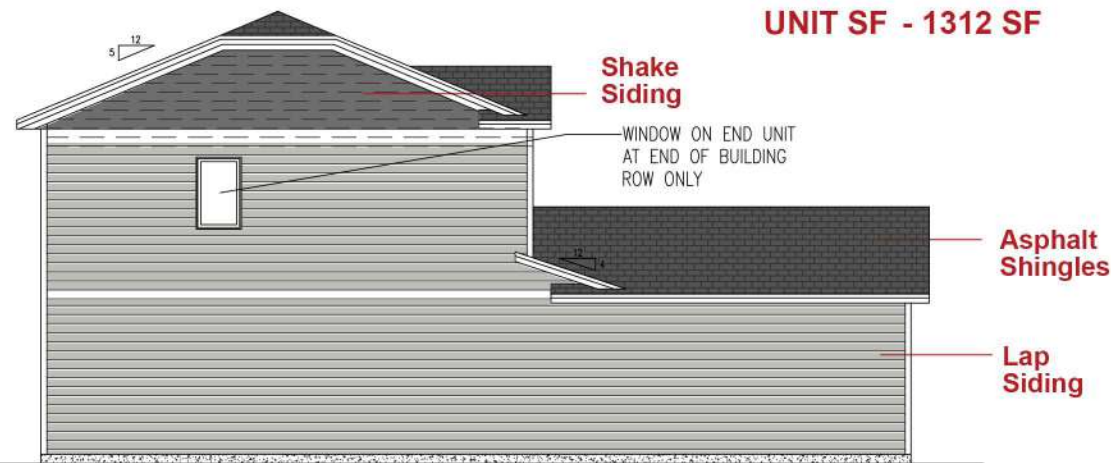 UNIT SF - 1312 SF
12
5
Shake
Siding
WINDOW ON END UNIT
AT END OF BUILDING
ROW ONLY
12
4
Asphalt
Shingles
Lap
Siding